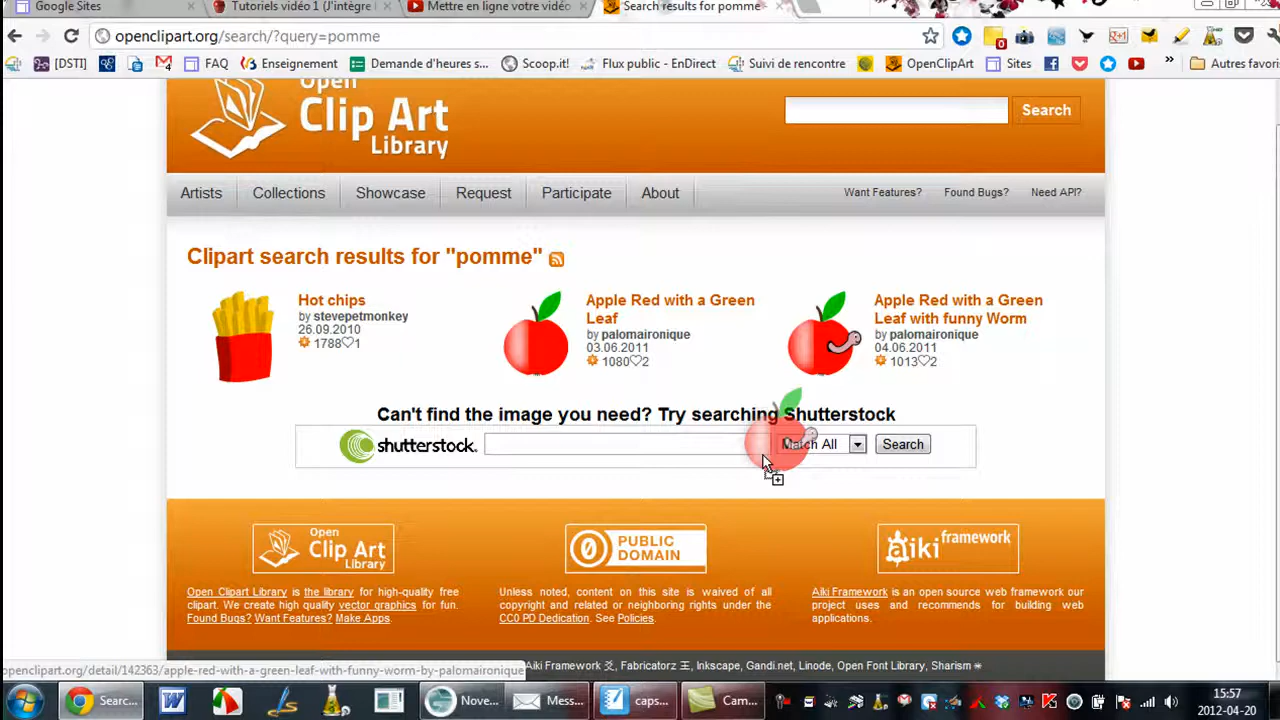 Google Sites
Tutoriels vidéo 1 (J'intègre
Mettre en ligne votre vidéo
Search results for pomme -
openclipart.org/search/?query=pomme
0
[DSTI]
FAQ
Enseignement
Demande d'heures s...
Scoop.it!
Flux public - EnDirect
Suivi de rencontre
OpenClipArt
Sites
»
Autres favori
Open
Clip Art
Library
Search
Artists
Collections
Showcase
Request
Participate
About
Want Features?
Found Bugs?
Need API?
Clipart search results for "pomme"
Hot chips
by stevepetmonkey
26.09.2010
1788♡1
Apple Red with a Green
Leaf
by palomaironique
03.06.2011
1080♡2
Apple Red with a Green
Leaf with funny Worm
by palomaironique
04.06.2011
1013♡2
Can't find the image you need? Try searching Shutterstock
shutterstock.
Match All
Search
Open
Clip Art
Library
PUBLIC
DOMAIN
aiki framework
Open Clipart Library is the library for high-quality free
clipart. We create high quality vector graphics for fun.
Found Bugs? Want Features? Make Apps.
Unless noted, content on this site is waived of all
copyright and related or neighboring rights under the
CC0 PD Dedication. See Policies.
Aiki Framework is an open source web framework our
project uses and recommends for building web
applications.
openclipart.org/detail/142363/apple-red-with-a-green-leaf-with-funny-worm-by-palomaironique
Aiki Framework 爻, Fabricatorz 王, Inkscape, Gandi.net, Linode, Open Font Library, Sharism
Searc...
Nove...
Mess...
caps...
Cam...
15:57
2012-04-20